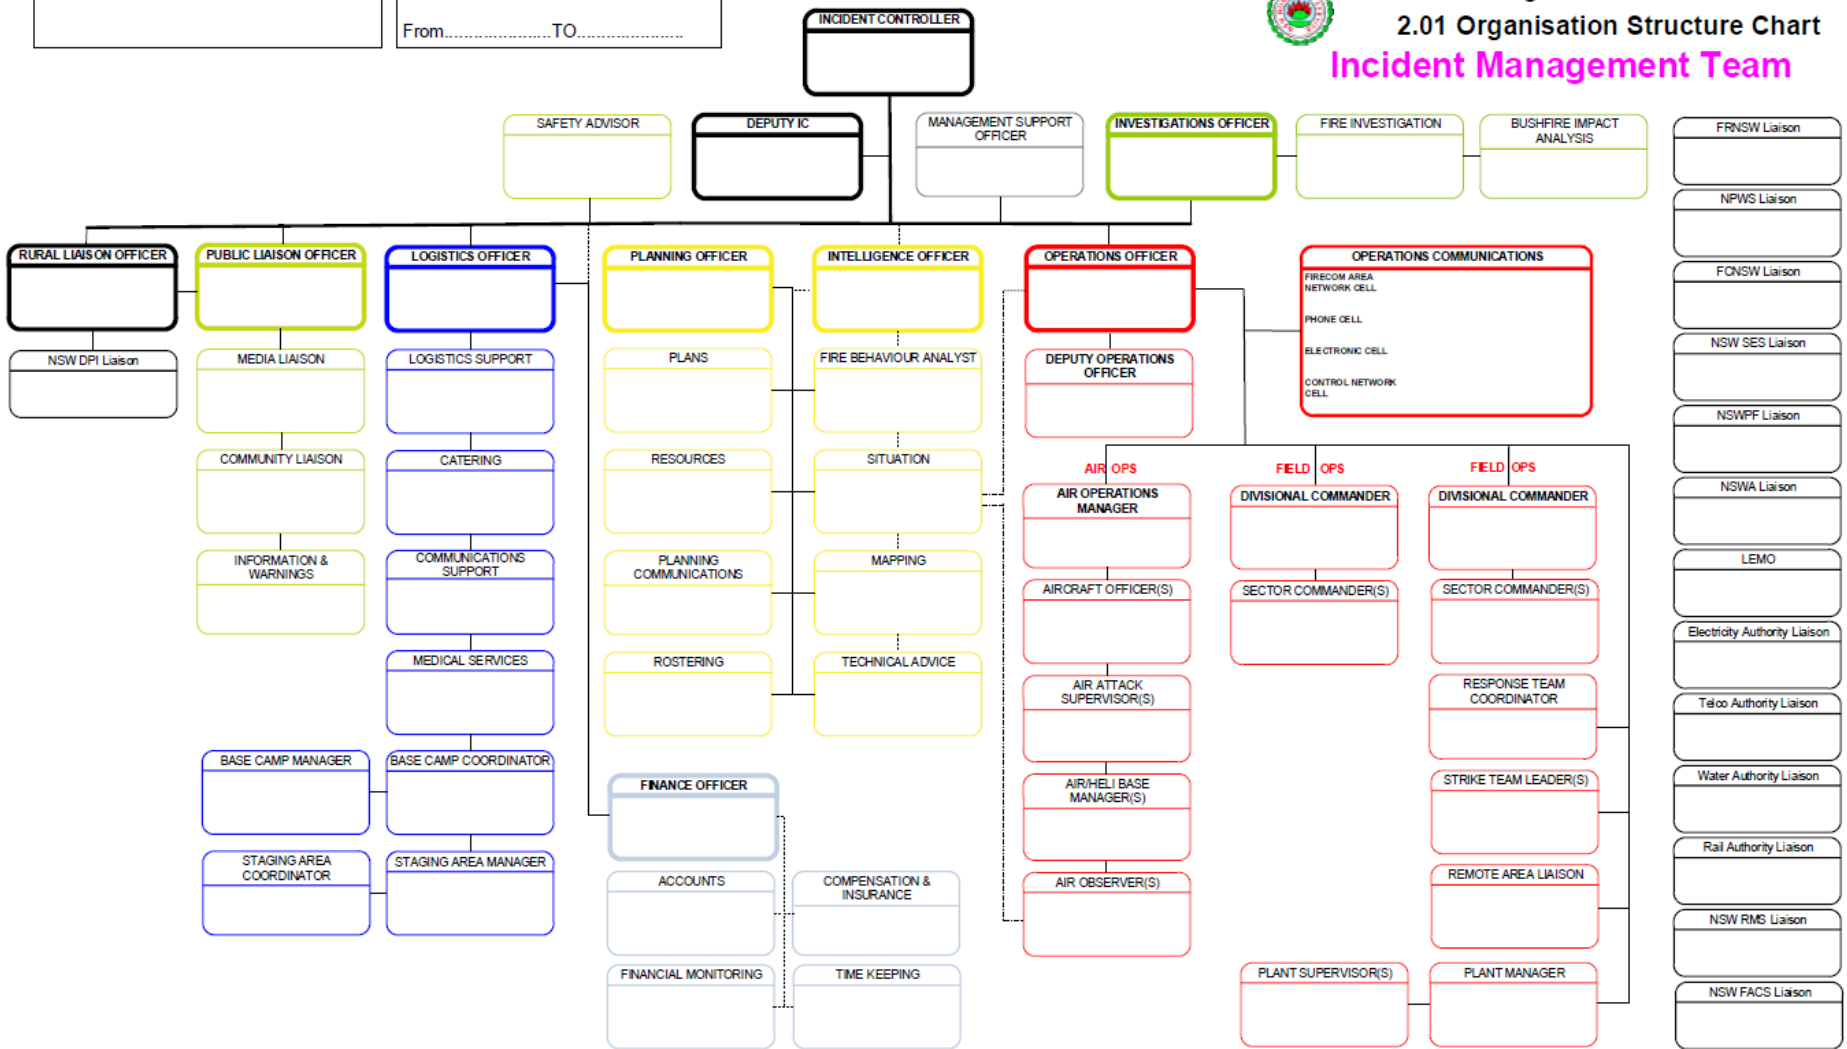 From......................TO......................
INCIDENT CONTROLLER
2.01 Organisation Structure Chart
Incident Management Team
SAFETY ADVISOR
DEPUTY IC
MANAGEMENT SUPPORT
OFFICER
INVESTIGATIONS OFFICER
FIRE INVESTIGATION
BUSHFIRE IMPACT
ANALYSIS
FRNSW Liaison
NPWS Liaison
FCNSW Liaison
NSW SES Liaison
NSWPF Liaison
NSWA Liaison
LEMO
Electricity Authority Liaison
Telco Authority Liaison
Water Authority Liaison
Rail Authority Liaison
NSW RMS Liaison
NSW FACS Liaison
RURAL LIAISON OFFICER
NSW DPI Liaison
PUBLIC LIAISON OFFICER
MEDIA LIAISON
COMMUNITY LIAISON
INFORMATION &
WARNINGS
LOGISTICS OFFICER
LOGISTICS SUPPORT
CATERING
COMMUNICATIONS
SUPPORT
MEDICAL SERVICES
BASE CAMP MANAGER
BASE CAMP COORDINATOR
STAGING AREA
COORDINATOR
STAGING AREA MANAGER
PLANNING OFFICER
PLANS
RESOURCES
PLANNING
COMMUNICATIONS
ROSTERING
INTELLIGENCE OFFICER
FIRE BEHAVIOUR ANALYST
SITUATION
MAPPING
TECHNICAL ADVICE
FINANCE OFFICER
ACCOUNTS
COMPENSATION &
INSURANCE
FINANCIAL MONITORING
TIME KEEPING
OPERATIONS OFFICER
DEPUTY OPERATIONS
OFFICER
OPERATIONS COMMUNICATIONS
FIRECOM AREA
NETWORK CELL
PHONE CELL
ELECTRONIC CELL
CONTROL NETWORK
CELL
AIR OPS
AIR OPERATIONS
MANAGER
AIRCRAFT OFFICER(S)
AIR ATTACK
SUPERVISOR(S)
AIR/HELI BASE
MANAGER(S)
AIR OBSERVER(S)
FIELD OPS
DIVISIONAL COMMANDER
SECTOR COMMANDER(S)
FIELD OPS
DIVISIONAL COMMANDER
SECTOR COMMANDER(S)
RESPONSE TEAM
COORDINATOR
STRIKE TEAM LEADER(S)
REMOTE AREA LIAISON
PLANT SUPERVISOR(S)
PLANT MANAGER